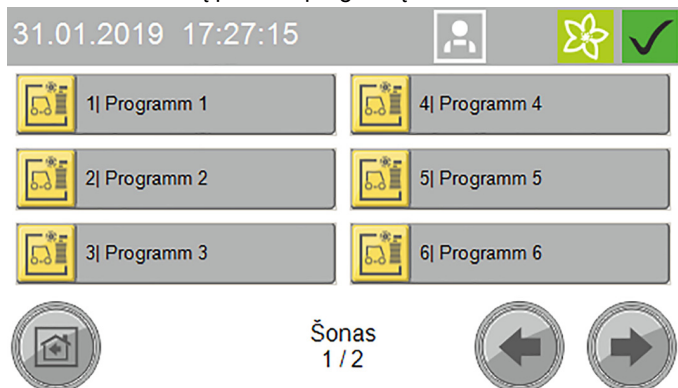 31.01.2019 17:27:15
1| Programm 1
4| Programm 4
2| Programm 2
5| Programm 5
3| Programm 3
6| Programm 6
Šonas
1 / 2